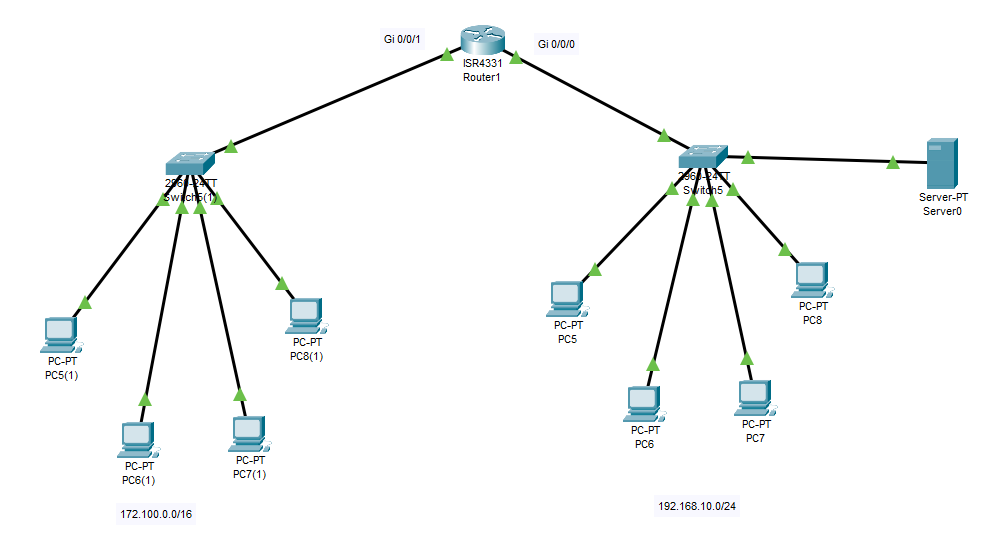 Gi 0/0/1
Gi 0/0/0
ISR4331
Router1
2960-24TT
Switch5(1)
2960-24TT
Switch5
Server-PT
Server0
PC-PT
PC5(1)
PC-PT
PC8(1)
PC-PT
PC5
PC-PT
PC8
PC-PT
PC6(1)
PC-PT
PC7(1)
PC-PT
PC6
PC-PT
PC7
172.100.0.0/16
192.168.10.0/24